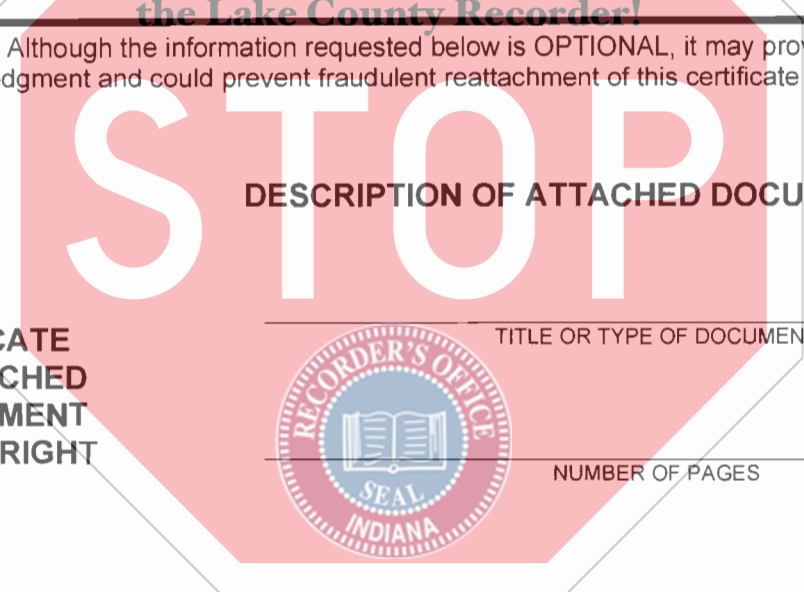 the Lake County Recorder!
Although the information requested below is OPTIONAL, it may prov
dgment and could prevent fraudulent reattachment of this certificate
STOP
DESCRIPTION OF ATTACHED DOCU
CATE
TITLE OR TYPE OF DOCUMEN
CHED
MENT
RIGHT
RECORDER'S OFFICE
SEAL
INDIANA
NUMBER OF PAGES